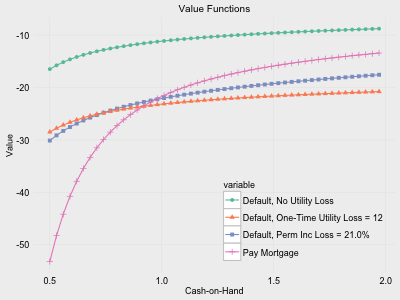 Value Functions
-10
-20
-30
-40
-50
Value
variable
Default, No Utility Loss
Default, One-Time Utility Loss = 12
Default, Perm Inc Loss = 21.0%
Pay Mortgage
0.5
1.0
1.5
2.0
Cash-on-Hand